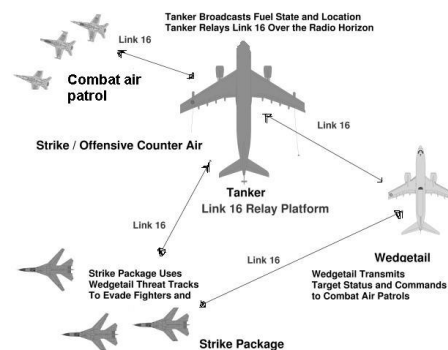 Tanker Broadcasts Fuel State and Location
Tanker Relays Link 16 Over the Radio Horizon
Link 16
Combat air
patrol
Link 16
Strike / Offensive Counter Air
Tanker
Link 16 Relay Platform
Link 16
Wedgetail
Link 16
Strike Package Uses
Wedgetail Threat Tracks
To Evade Fighters and
Wedgetail Transmits
Target Status and Commands
to Combat Air Patrols
Strike Package